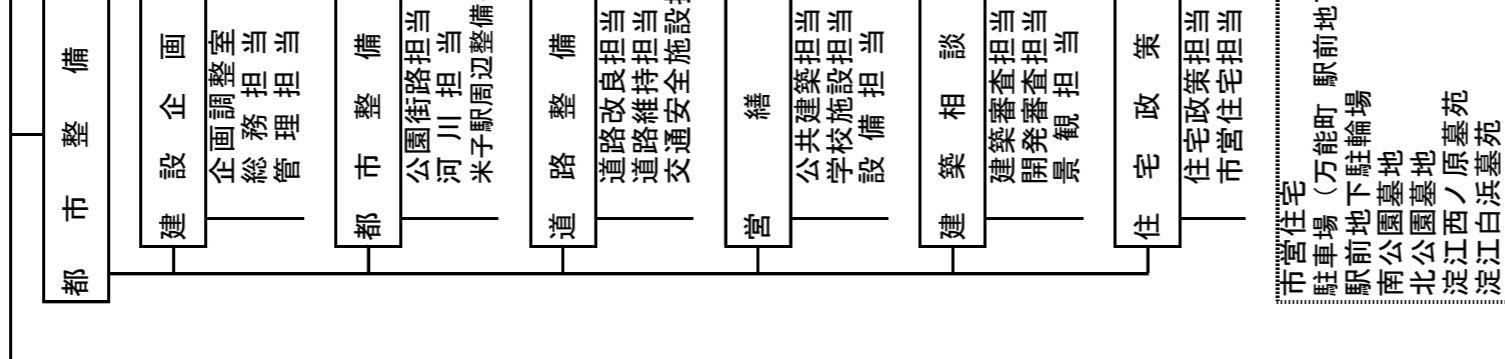 都市整備
建設企画
企画調整室
総務担当
管理担当
都市整備
公園街路担当
河川担当
米子駅周辺整備
道路整備
道路改良担当
道路維持担当
交通安全施設
営繕
公共建築担当
学校施設担当
設備担当
建築相談
建築審査担当
開発審査担当
景観担当
住宅政策
住宅政策担当
市営住宅担当
市営住宅
駐車場（万能町 駅前地
駅前地下駐輪場
南公園墓地
北公園墓地
淀江西ノ原墓苑
淀江白浜墓苑